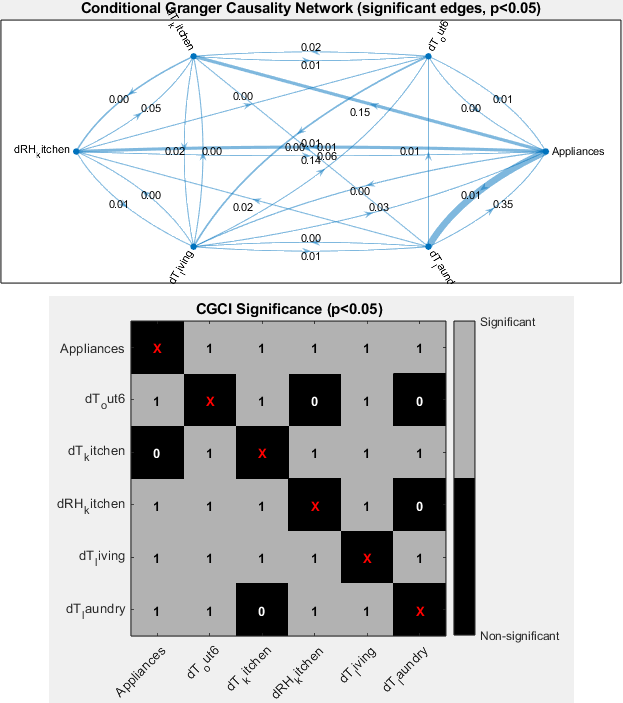 Conditional Granger Causality Network (significant edges, p<0.05)
dT_kitchen
dT_out6
0.02
0.01
0.00
0.05
0.00
0.15
0.01
0.00
dRH_kitchen
0.02
0.00
0.00
0.01
0.01
0.14
0.06
0.01
Appliances
0.00
0.01
0.02
0.00
0.03
0.01
0.35
0.00
0.01
dT_living
dT_laund
CGCI Significance (p<0.05)
Appliances X 1 1 1 1 1
dT_out6 1 X 1 0 1 0
dT_kitchen 0 1 X 1 1 1
dRH_kitchen 1 1 1 X 1 0
dT_living 1 1 1 1 X 1
dT_laundry 1 1 0 1 1 X
Appliances dT_out6 dT_kitchen dRH_kitchen dT_living dT_laundry
Significant
Non-significant